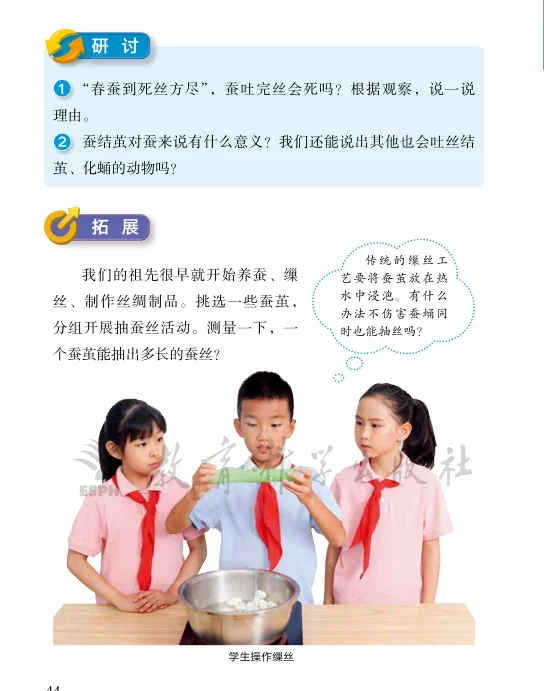 研 讨
1 “春蚕到死丝方尽”，蚕吐完丝会死吗？根据观察，说一说
理由。
2 蚕结茧对蚕来说有什么意义？我们还能说出其他也会吐丝结
茧、化蛹的动物吗？
拓 展
我们的祖先很早就开始养蚕、缫
丝、制作丝绸制品。挑选一些蚕茧，
分组开展抽蚕丝活动。测量一下，一
个蚕茧能抽出多长的蚕丝？
传统的缫丝工
艺要将蚕茧放在热
水中浸泡。有什么
办法不伤害蚕蛹同
时也能抽丝吗？
教育科学出版社
ESPH
学生操作缫丝
44